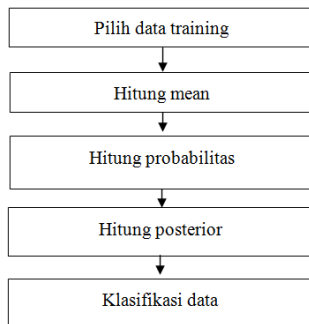 Pilih data training
Hitung mean
Hitung probabilitas
Hitung posterior
Klasifikasi data